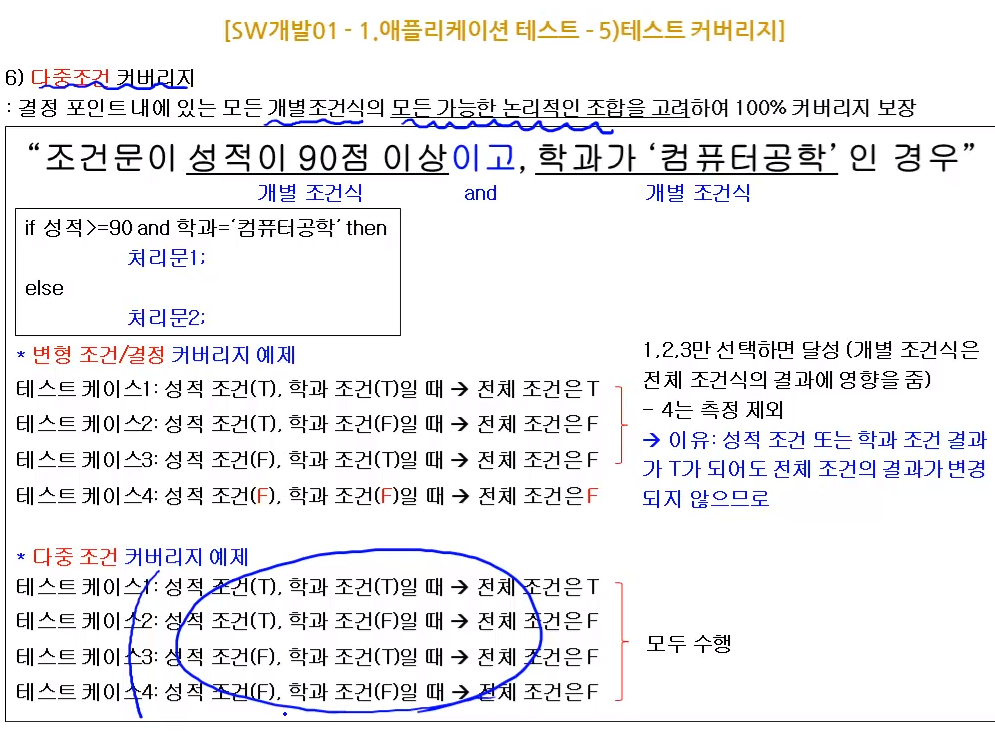 [SW개발01 - 1.애플리케이션 테스트 - 5)테스트 커버리지]
6) 다중조건 커버리지
: 결정 포인트 내에 있는 모든 개별조건식의 모든 가능한 논리적인 조합을 고려하여 100% 커버리지 보장
“조건문이 성적이 90점 이상이고, 학과가 ‘컴퓨터공학’ 인 경우”
개별 조건식 and 개별 조건식
if 성적>=90 and 학과=‘컴퓨터공학’ then
처리문1;
else
처리문2;
* 변형 조건/결정 커버리지 예제
테스트 케이스1: 성적 조건(T), 학과 조건(T)일 때 → 전체 조건은 T
테스트 케이스2: 성적 조건(T), 학과 조건(F)일 때 → 전체 조건은 F
테스트 케이스3: 성적 조건(F), 학과 조건(T)일 때 → 전체 조건은 F
테스트 케이스4: 성적 조건(F), 학과 조건(F)일 때 → 전체 조건은 F
1,2,3만 선택하면 달성 (개별 조건식은
전체 조건식의 결과에 영향을 줌)
- 4는 측정 제외
→ 이유: 성적 조건 또는 학과 조건 결과
가 T가 되어도 전체 조건의 결과가 변경
되지 않으므로
* 다중 조건 커버리지 예제
테스트 케이스1: 성적 조건(T), 학과 조건(T)일 때 → 전체 조건은 T
테스트 케이스2: 성적 조건(T), 학과 조건(F)일 때 → 전체 조건은 F
테스트 케이스3: 성적 조건(F), 학과 조건(T)일 때 → 전체 조건은 F
테스트 케이스4: 성적 조건(F), 학과 조건(F)일 때 → 전체 조건은 F
모두 수행